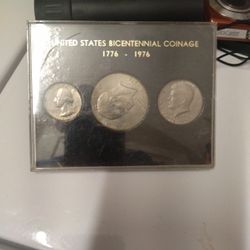 UNITED STATES BICENTENNIAL COINAGE
1776 - 1976